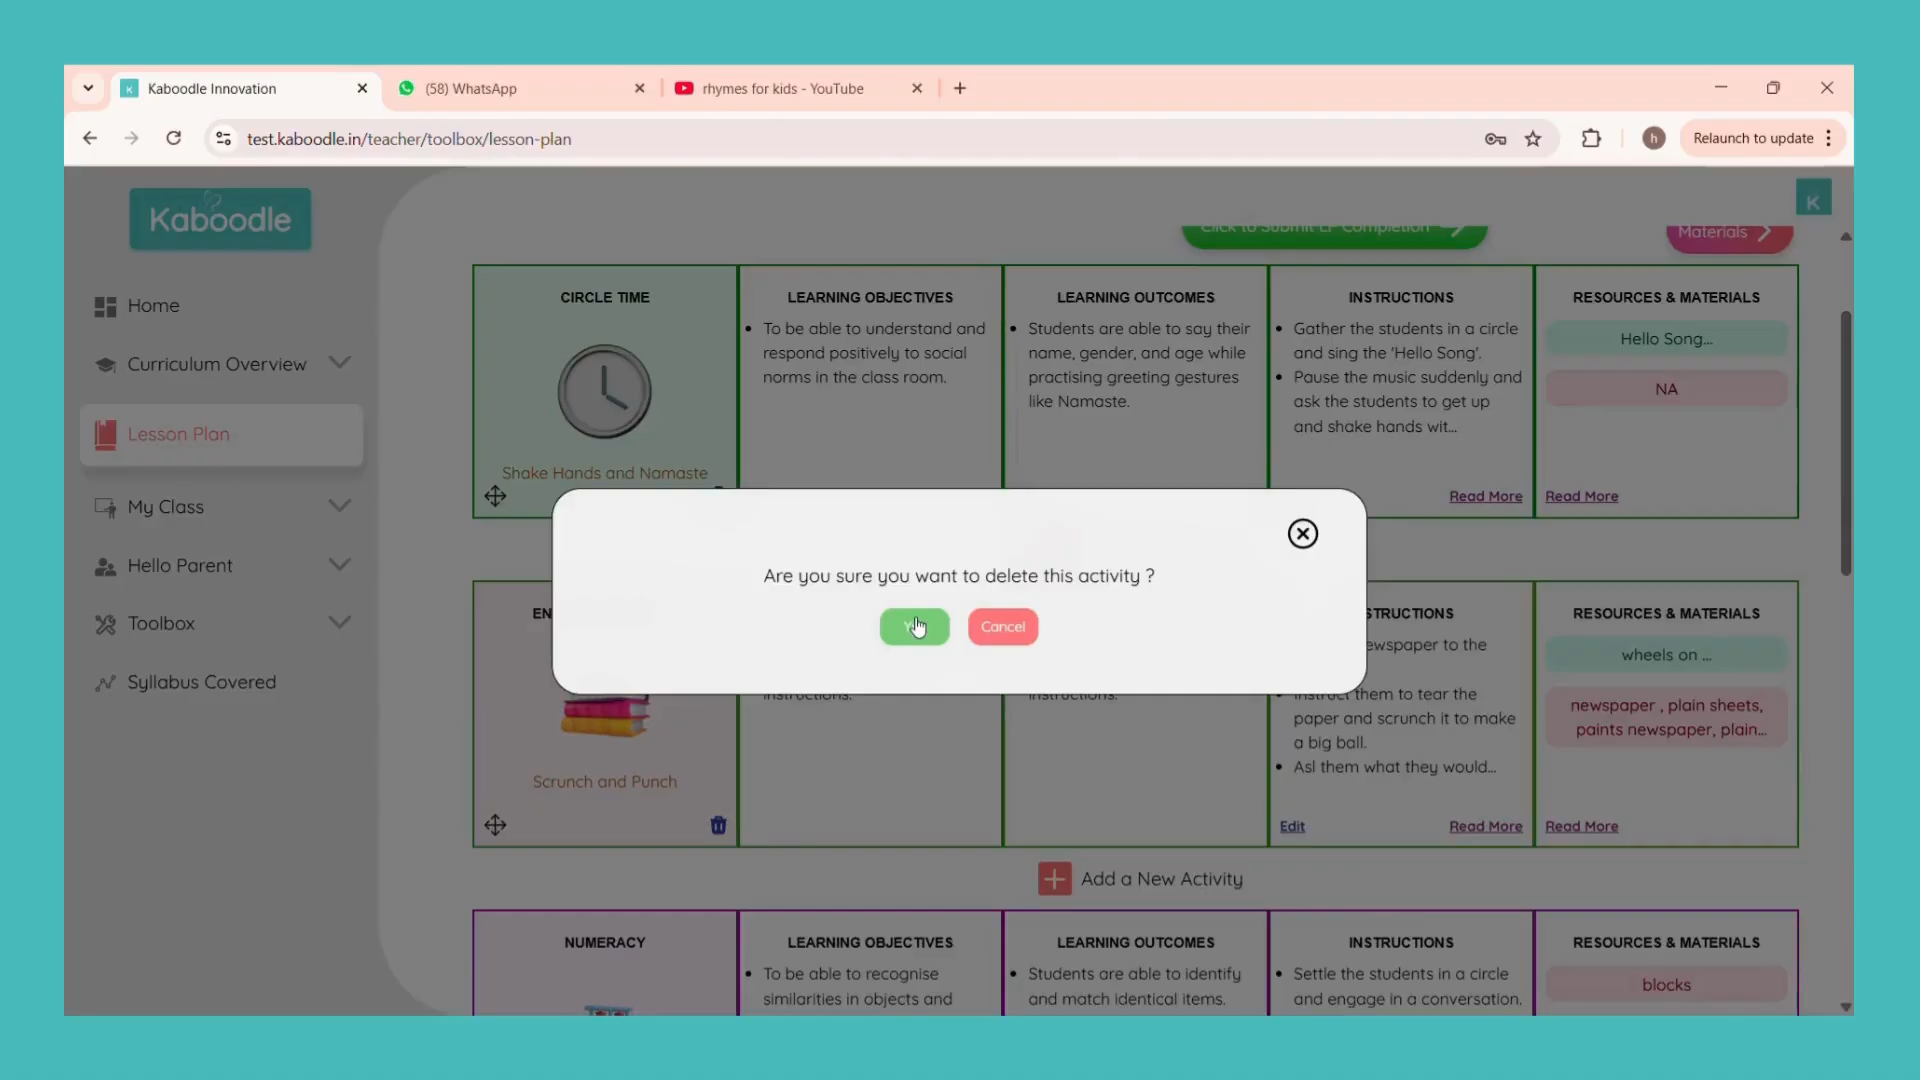 Kaboodle Innovation
(58) WhatsApp
rhymes for kids - YouTube
test.kaboodle.in/teacher/toolbox/lesson-plan
h
Relaunch to update
Kaboodle
K
Home
Curriculum Overview
Lesson Plan
My Class
Hello Parent
Toolbox
Syllabus Covered
Click to Submit LP Completion
Materials
CIRCLE TIME
Shake Hands and Namaste
LEARNING OBJECTIVES
• To be able to understand and
respond positively to social
norms in the class room.
LEARNING OUTCOMES
• Students are able to say their
name, gender, and age while
practising greeting gestures
like Namaste.
INSTRUCTIONS
• Gather the students in a circle
and sing the 'Hello Song'.
• Pause the music suddenly and
ask the students to get up
and shake hands wit...
Read More
RESOURCES & MATERIALS
Hello Song...
NA
Read More
Are you sure you want to delete this activity ?
Cancel
EN
Scrunch and Punch
instructions.
instructions.
STRUCTIONS
ewspaper to the
• Instruct them to tear the
paper and scrunch it to make
a big ball.
• Asl them what they would...
Edit
Read More
RESOURCES & MATERIALS
wheels on ...
newspaper , plain sheets,
paints newspaper, plain...
Read More
Add a New Activity
NUMERACY
LEARNING OBJECTIVES
• To be able to recognise
similarities in objects and
LEARNING OUTCOMES
• Students are able to identify
and match identical items.
INSTRUCTIONS
• Settle the students in a circle
and engage in a conversation.
RESOURCES & MATERIALS
blocks